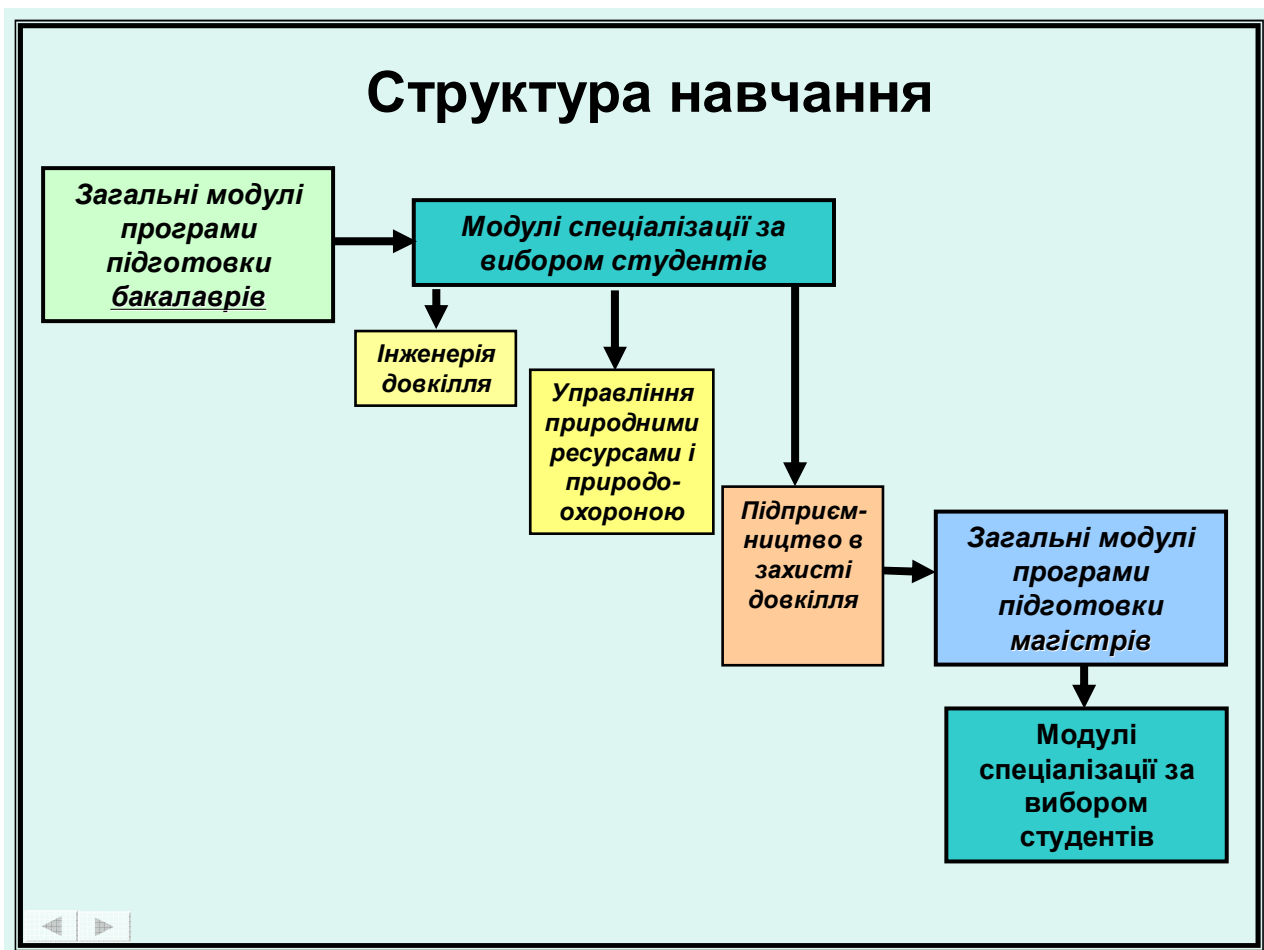 Структура навчання
Загальні модулі
програми
підготовки
бакалаврів
Модулі спеціалізації за
вибором студентів
Інженерія
довкілля
Управління
природними
ресурсами і
природо-
охороною
Підприєм-
ництво в
захисті
довкілля
Загальні модулі
програми
підготовки
магістрів
Модулі
спеціалізації за
вибором
студентів